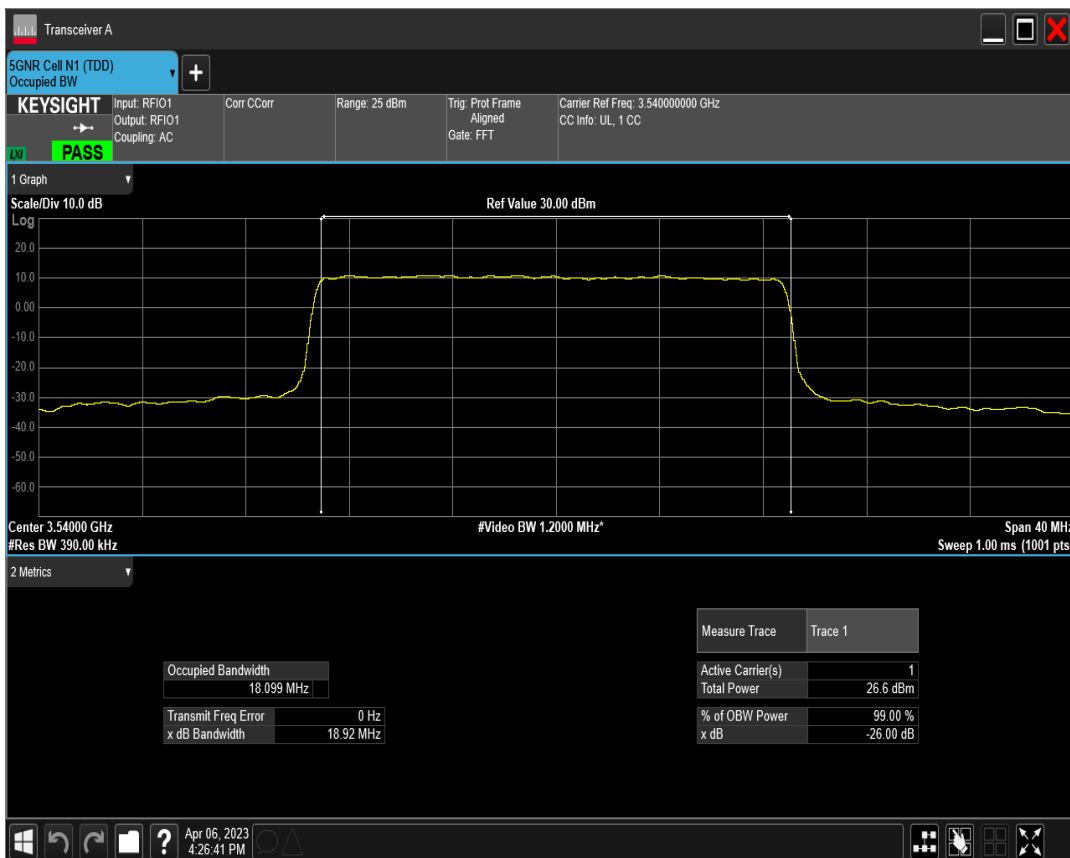 Transceiver A
5GNR Cell N1 (TDD)
Occupied BW
+
KEYSIGHT
Input: RFIO1
Output: RFIO1
Coupling: AC
Corr CCorr
Range: 25 dBm
Trig: Prot Frame
Aligned
Gate: FFT
Carrier Ref Freq: 3.540000000 GHz
CC Info: UL, 1 CC
LXI
PASS
1 Graph
Scale/Div 10.0 dB
Ref Value 30.00 dBm
Log
20.0
10.0
0.00
-10.0
-20.0
-30.0
-40.0
-50.0
-60.0
Center 3.54000 GHz
#Video BW 1.2000 MHz*
Span 40 MHz
#Res BW 390.00 kHz
Sweep 1.00 ms (1001 pts
2 Metrics
Measure Trace Trace 1
Occupied Bandwidth
18.099 MHz
Active Carrier(s) 1
Total Power 26.6 dBm
Transmit Freq Error 0 Hz
x dB Bandwidth 18.92 MHz
% of OBW Power 99.00 %
x dB -26.00 dB
?
Apr 06, 2023
4:26:41 PM